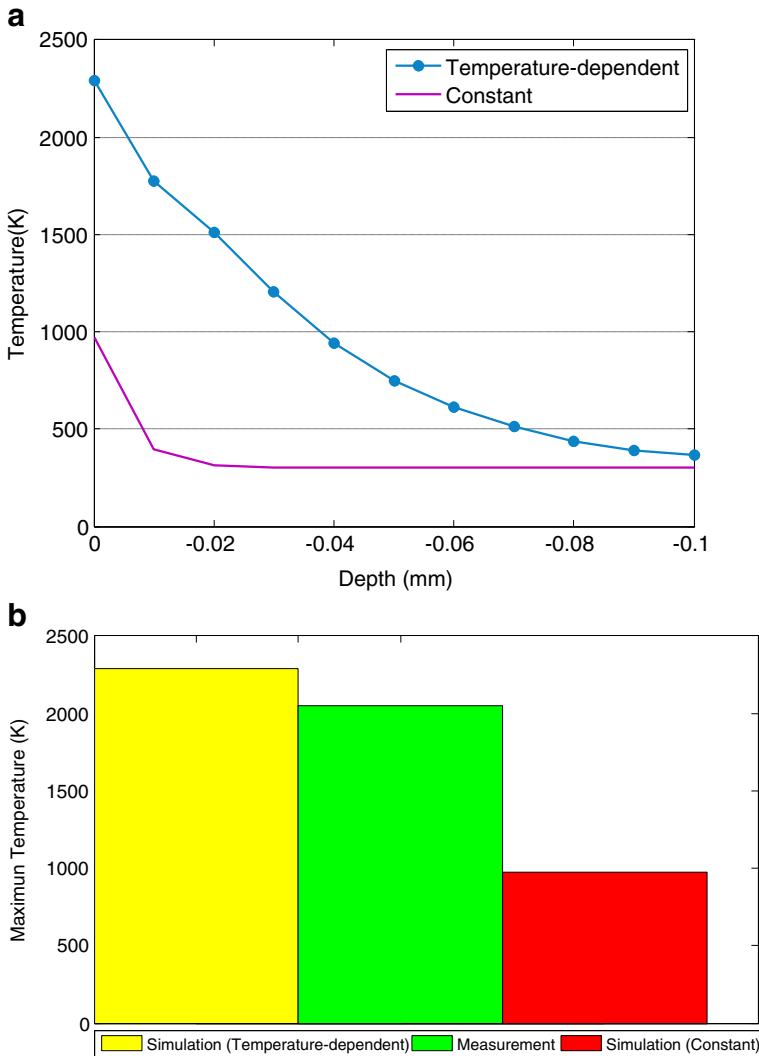 a
2500
2000
1500
1000
500
0
Temperature(K)
Temperature-dependent
Constant
0 -0.02 -0.04 -0.06 -0.08 -0.1
Depth (mm)
b
2500
2000
1500
1000
500
0
Maximun Temperature (K)
Simulation (Temperature-dependent) Measurement Simulation (Constant)